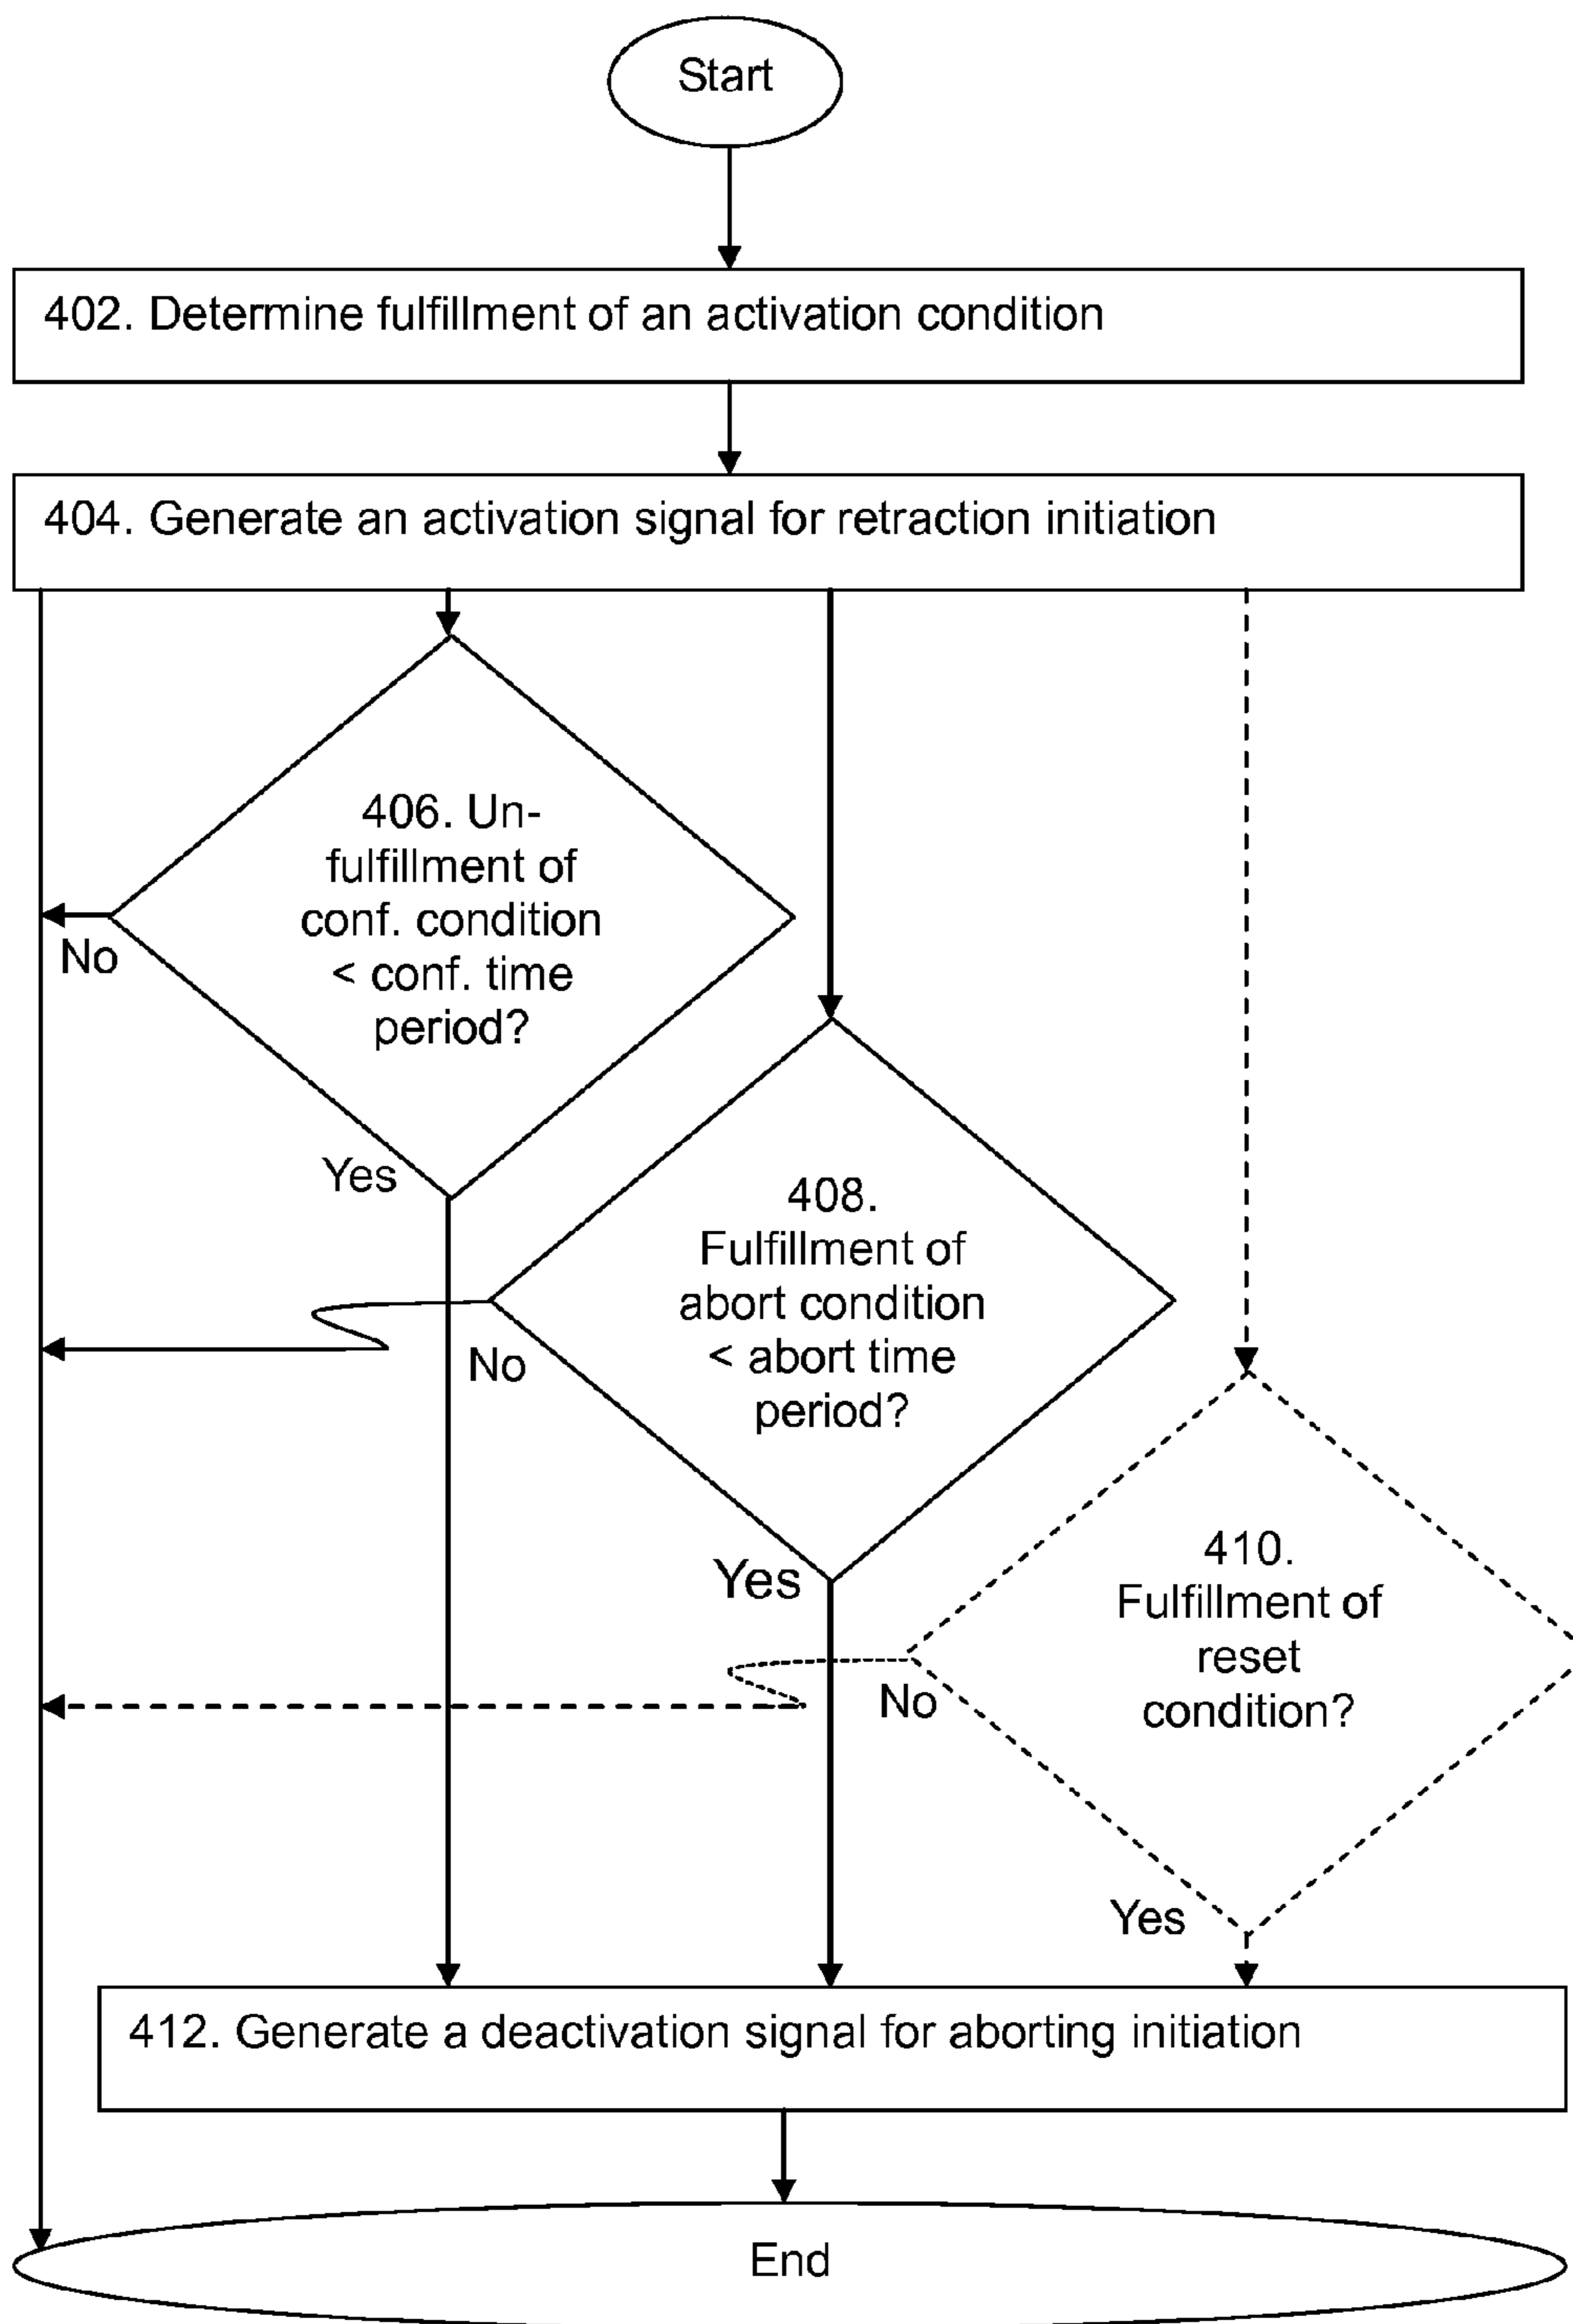 Start
402. Determine fulfillment of an activation condition
404. Generate an activation signal for retraction initiation
406. Un-
fulfillment of
conf. condition
< conf. time
period?
No
Yes
408.
Fulfillment of
abort condition
< abort time
period?
No
Yes
410.
Fulfillment of
reset
condition?
No
Yes
412. Generate a deactivation signal for aborting initiation
End